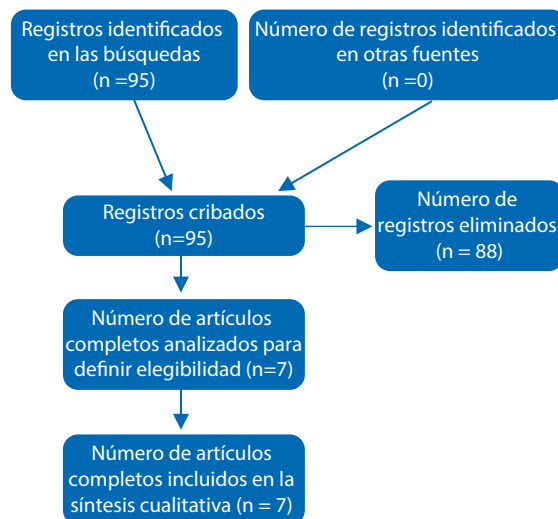 Registros identificados
en las búsquedas
(n =95)
Número de registros identificados
en otras fuentes
(n =0)
Registros cribados
(n=95)
Número de
registros eliminados
(n = 88)
Número de artículos
completos analizados para
definir elegibilidad (n=7)
Número de artículos
completos incluidos en la
síntesis cualitativa (n = 7)